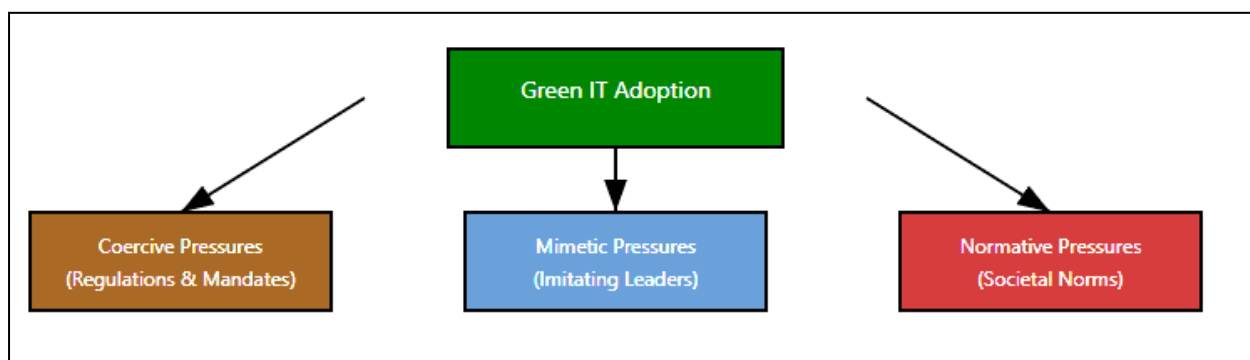 Green IT Adoption
Coercive Pressures
(Regulations & Mandates)
Mimetic Pressures
(Imitating Leaders)
Normative Pressures
(Societal Norms)